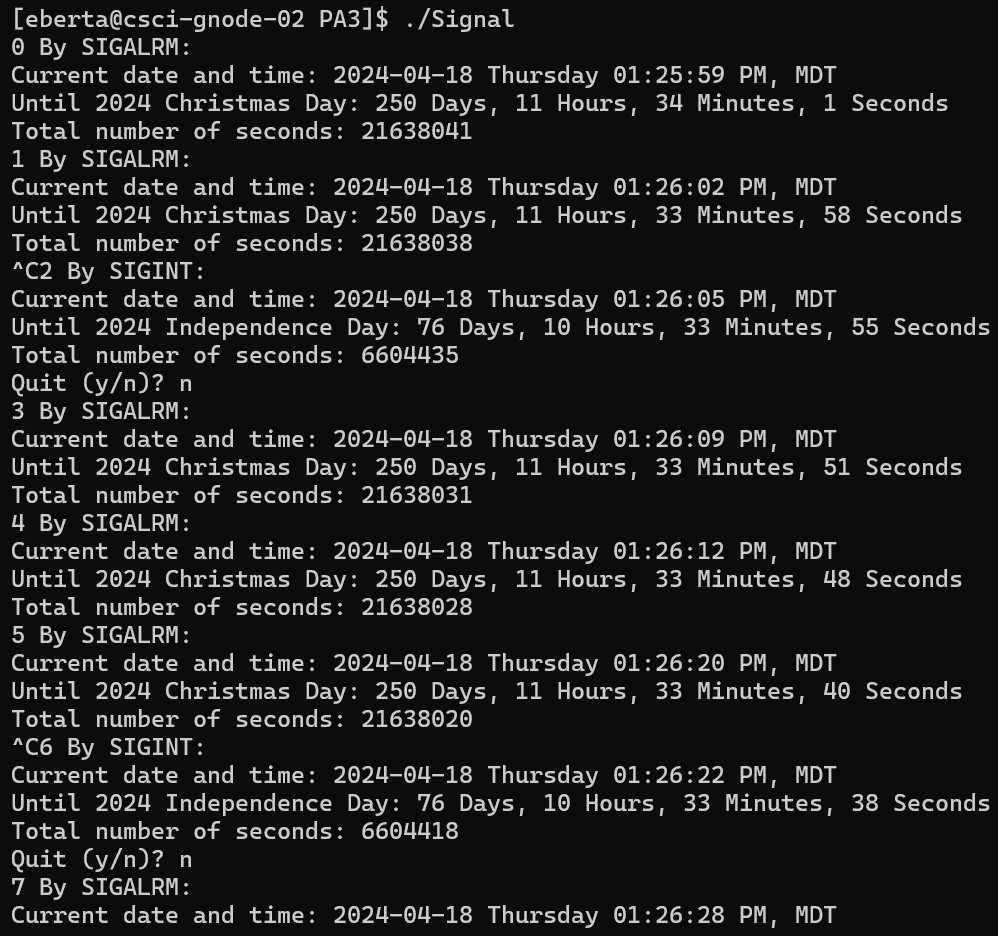 [eberta@csci-gnode-02 PA3]$ ./Signal
0 By SIGALRM:
Current date and time: 2024-04-18 Thursday 01:25:59 PM, MDT
Until 2024 Christmas Day: 250 Days, 11 Hours, 34 Minutes, 1 Seconds
Total number of seconds: 21638041
1 By SIGALRM:
Current date and time: 2024-04-18 Thursday 01:26:02 PM, MDT
Until 2024 Christmas Day: 250 Days, 11 Hours, 33 Minutes, 58 Seconds
Total number of seconds: 21638038
^C2 By SIGINT:
Current date and time: 2024-04-18 Thursday 01:26:05 PM, MDT
Until 2024 Independence Day: 76 Days, 10 Hours, 33 Minutes, 55 Seconds
Total number of seconds: 6604435
Quit (y/n)? n
3 By SIGALRM:
Current date and time: 2024-04-18 Thursday 01:26:09 PM, MDT
Until 2024 Christmas Day: 250 Days, 11 Hours, 33 Minutes, 51 Seconds
Total number of seconds: 21638031
4 By SIGALRM:
Current date and time: 2024-04-18 Thursday 01:26:12 PM, MDT
Until 2024 Christmas Day: 250 Days, 11 Hours, 33 Minutes, 48 Seconds
Total number of seconds: 21638028
5 By SIGALRM:
Current date and time: 2024-04-18 Thursday 01:26:20 PM, MDT
Until 2024 Christmas Day: 250 Days, 11 Hours, 33 Minutes, 40 Seconds
Total number of seconds: 21638020
^C6 By SIGINT:
Current date and time: 2024-04-18 Thursday 01:26:22 PM, MDT
Until 2024 Independence Day: 76 Days, 10 Hours, 33 Minutes, 38 Seconds
Total number of seconds: 6604418
Quit (y/n)? n
7 By SIGALRM:
Current date and time: 2024-04-18 Thursday 01:26:28 PM, MDT